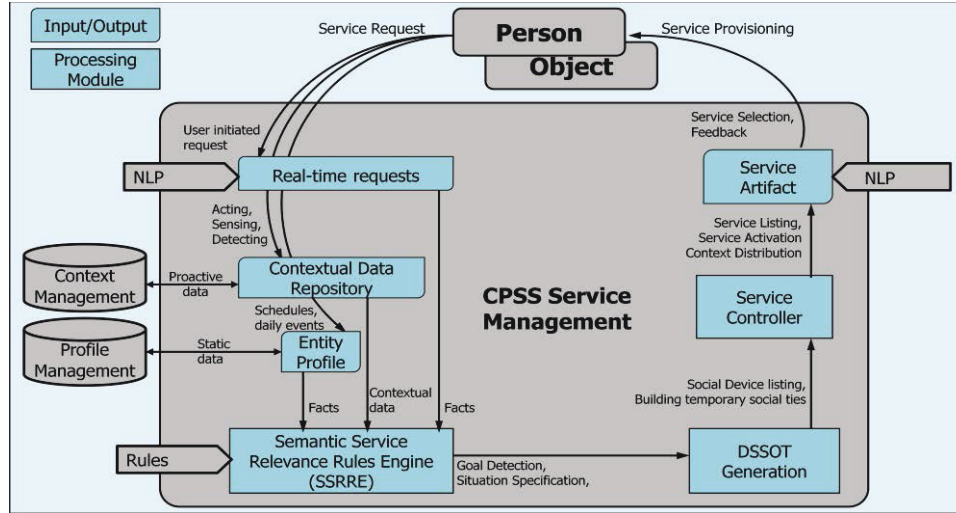 Input/Output
Processing
Module
Service Request
Person
Object
Service Provisioning
User initiated
request
NLP
Real-time requests
Acting,
Sensing,
Detecting
Context
Management
Proactive
data
Contextual Data
Repository
Schedules,
daily events
Profile
Management
Static
data
Entity
Profile
Facts
Contextual
data
Facts
Rules
Semantic Service
Relevance Rules Engine
(SSRRE)
Goal Detection,
Situation Specification,
CPSS Service
Management
DSSOT
Generation
Social Device listing,
Building temporary social ties
Service
Controller
Service Listing,
Service Activation
Context Distribution
Service
Artifact
NLP
Service Selection,
Feedback